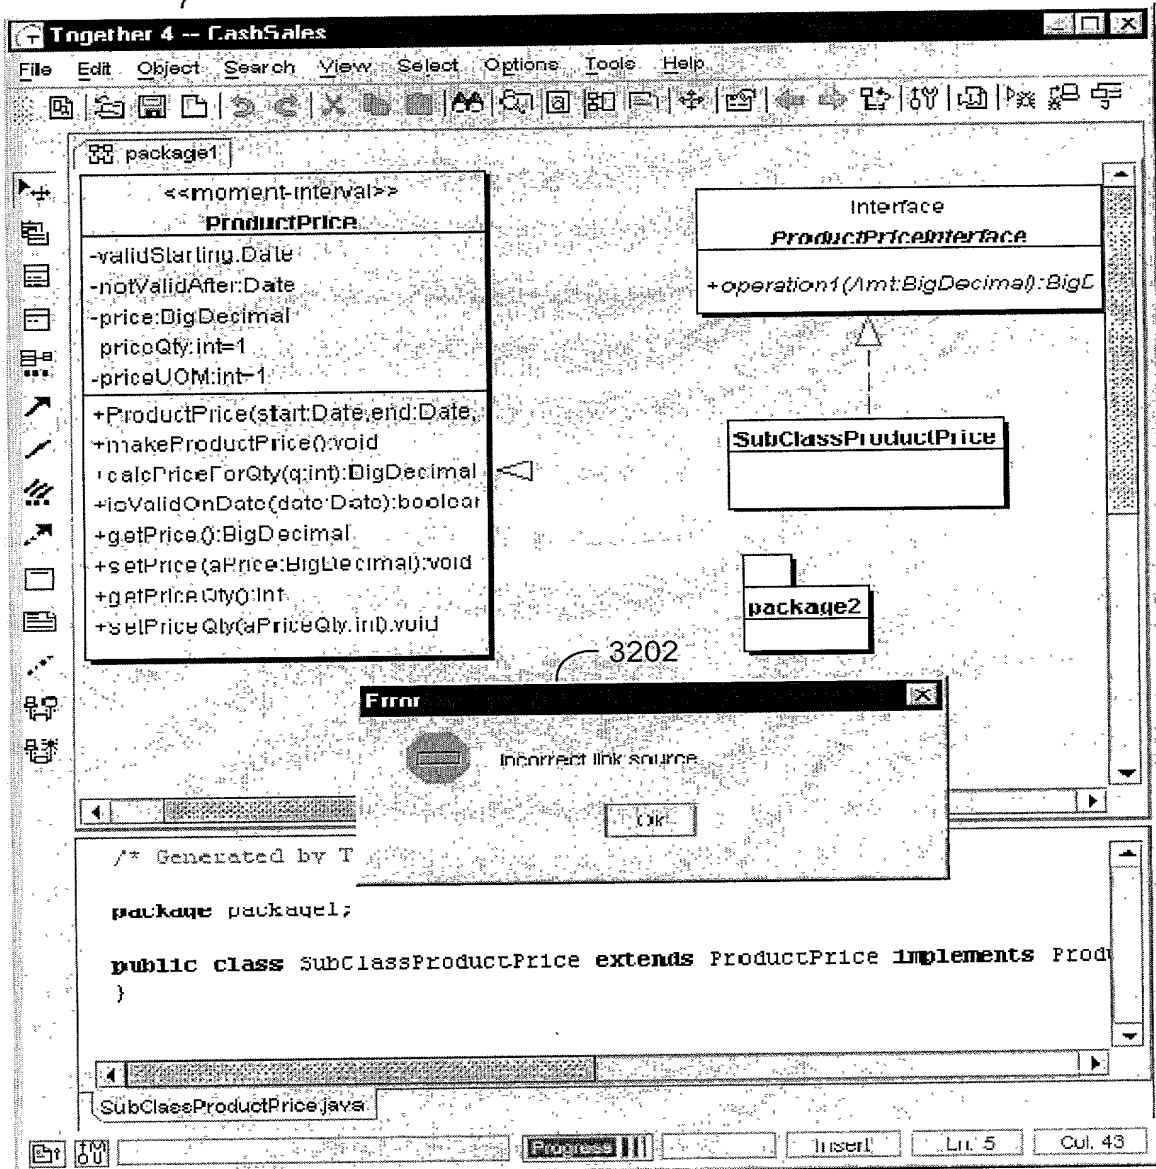 Together 4 -- CashSales
File Edit Object Search View Select Options Tools Help
package1
<<moment-interval>>
ProductPrice
-validStarting:Date
-notValidAfter:Date
-price:BigDecimal
priceQty:int=1
-priceUOM:int=1
+ProductPrice(start:Date,end:Date,
+makeProductPrice():void
+calcPriceForQty(q:int):BigDecimal
+isValidOnDate(date:Date):boolear
+getPrice():BigDecimal
+setPrice(aPrice:BigDecimal):void
+getPriceQty():int
+setPriceQty(aPriceQty:int):void
Interface
ProductPriceInterface
+operation1(Amt:BigDecimal):BigD
SubClassProductPrice
package2
3202
Error
Incorrect link source
Ok
/* Generated by T
package package1;
public class SubClassProductPrice extends ProductPrice implements Produ
}
SubClassProductPrice.java
Progress
Insert
Ln: 5
Col: 43